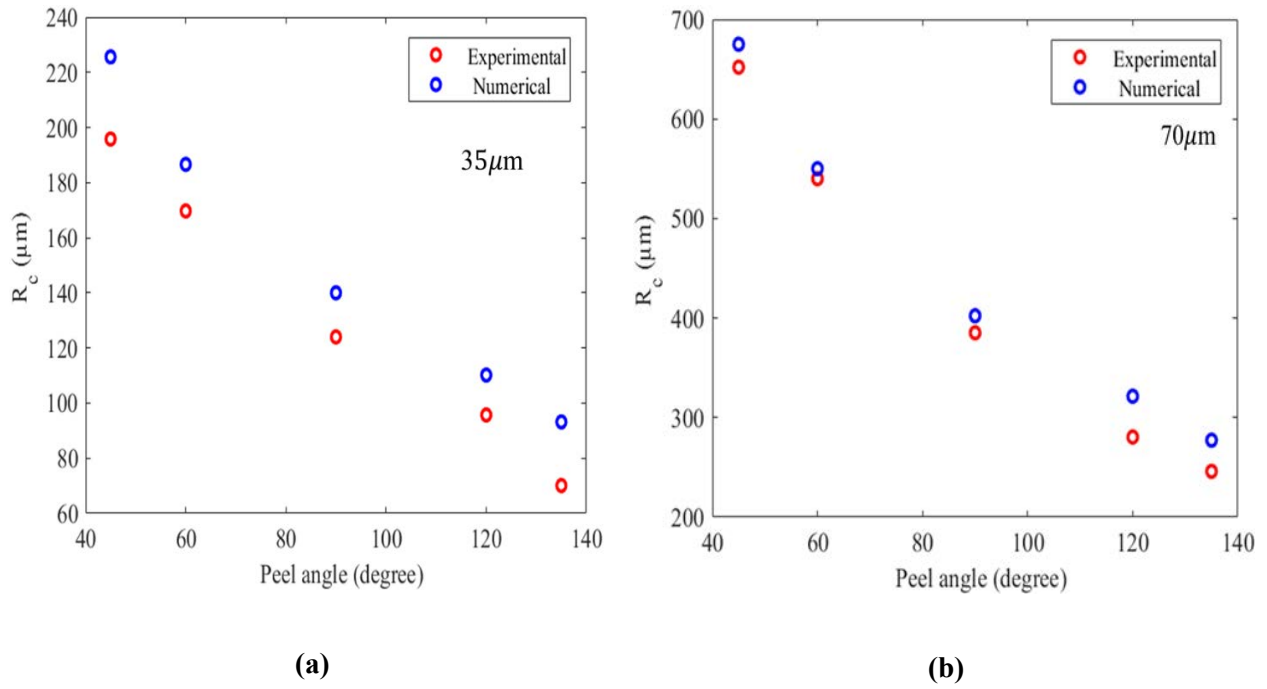 240
220
200
180
160
140
120
100
80
60
40 60 80 100 120 140
R_c (μm)
Peel angle (degree)
Experimental
Numerical
35μm
(a)
700
600
500
400
300
200
40 60 80 100 120 140
R_c (μm)
Peel angle (degree)
Experimental
Numerical
70μm
(b)